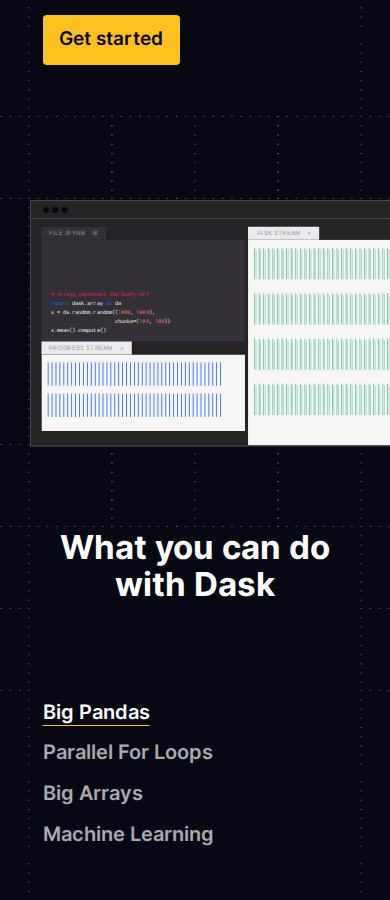 Get started
FILE.IPYNB
TASK STREAM ×
# Arrays implement the NumPy API
import dask.array as da
x = da.random.random((1000, 1000),
chunks=(100, 100))
x.mean().compute()
PROGRESS STREAM ×
What you can do
with Dask
Big Pandas
Parallel For Loops
Big Arrays
Machine Learning